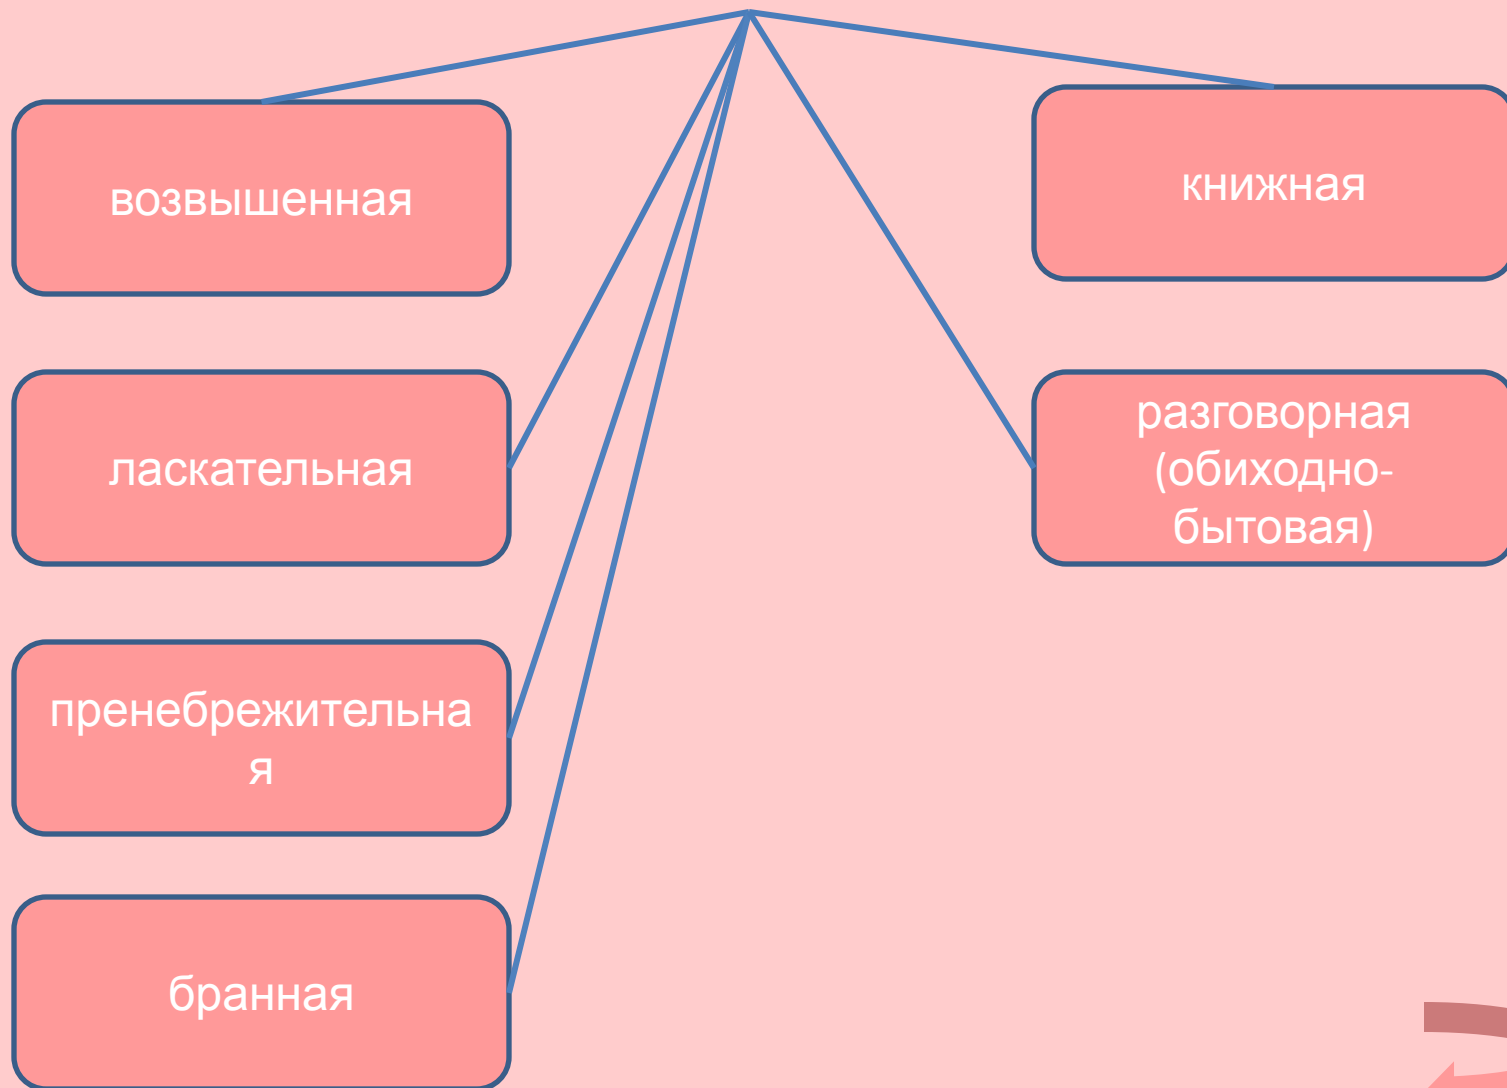 возвышенная
книжная
ласкательная
разговорная
(обиходно-
бытовая)
пренебрежительна
я
бранная